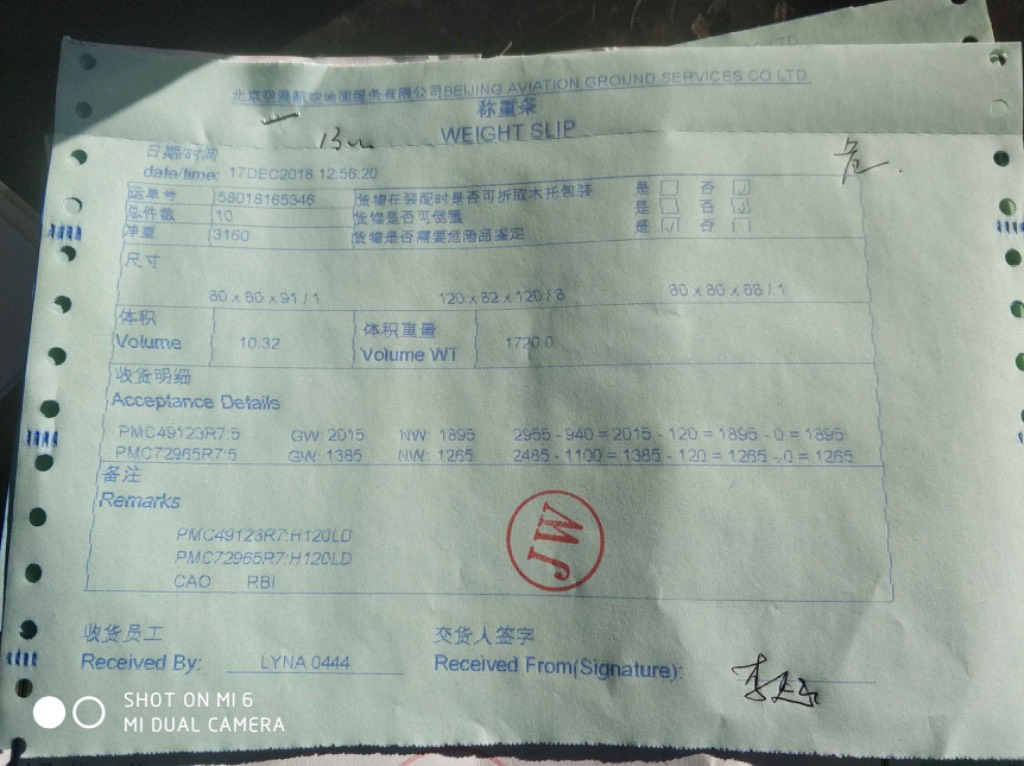 北京空港航空地面服务有限公司BEIJING AVIATION GROUND SERVICES CO LTD
称重条
WEIGHT SLIP
危
日期/时间
date/time: 17DEC2018 12:56:20
运单号 58018165346 货物在装配时是否可拆取木托包装 是 否 √
总件数 10 货物是否可倒置 是 否 √
净重 3160 货物是否需要危险品鉴定 是 √ 否
尺寸
80 x 80 x 91 / 1 120 x 82 x 120 / 8 80 x 80 x 88 / 1
体积 体积重量
Volume 10.32 Volume WT 1720.0
收货明细
Acceptance Details
PMC49123R7:5 GW: 2015 NW: 1895 2955 - 940 = 2015 - 120 = 1895 - 0 = 1895
PMC72965R7:5 GW: 1385 NW: 1265 2485 - 1100 = 1385 - 120 = 1265 - 0 = 1265
备注
Remarks
PMC49123R7:H120LD
PMC72965R7:H120LD
CAO RBI
JW
收货员工 交货人签字
Received By: LYNA 0444 Received From(Signature):
SHOT ON MI 6
MI DUAL CAMERA